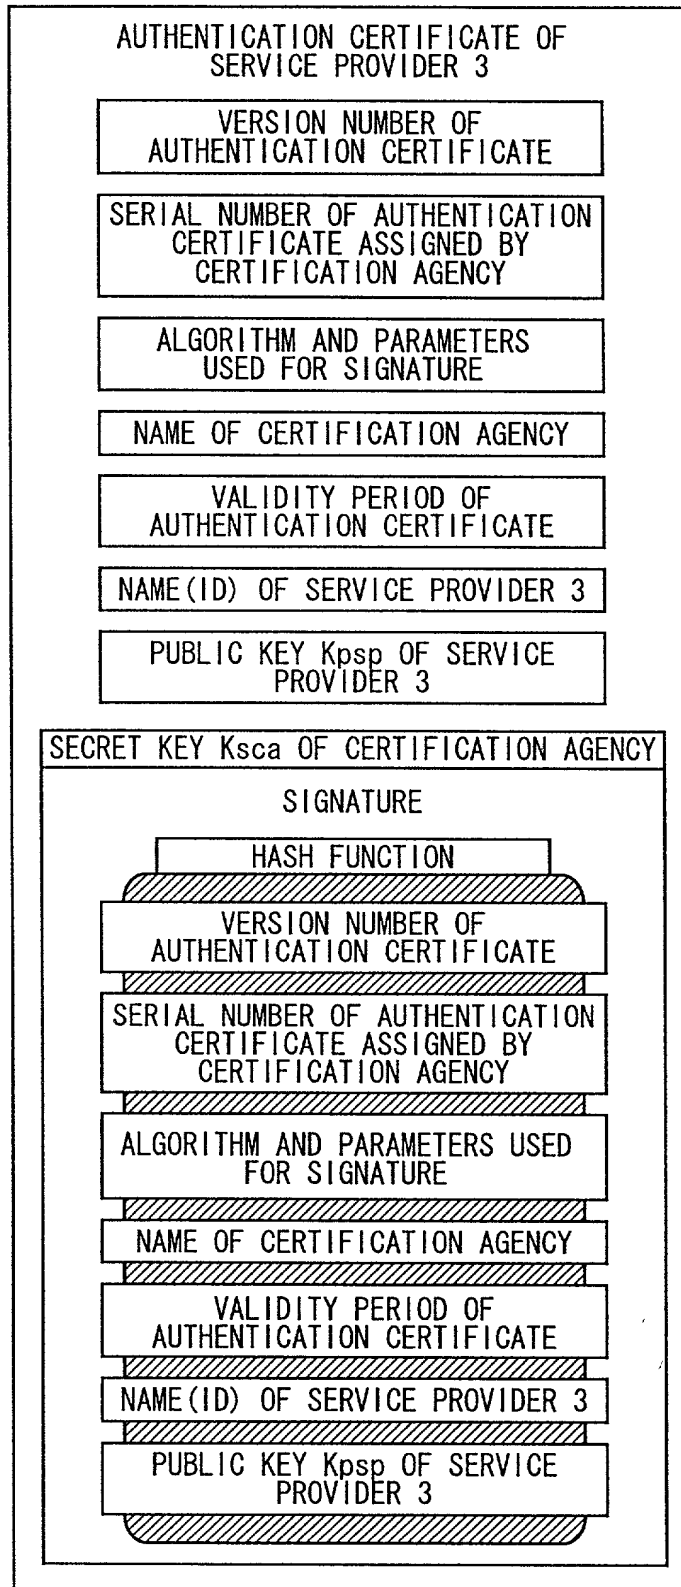 AUTHENTICATION CERTIFICATE OF
SERVICE PROVIDER 3
VERSION NUMBER OF
AUTHENTICATION CERTIFICATE
SERIAL NUMBER OF AUTHENTICATION
CERTIFICATE ASSIGNED BY
CERTIFICATION AGENCY
ALGORITHM AND PARAMETERS
USED FOR SIGNATURE
NAME OF CERTIFICATION AGENCY
VALIDITY PERIOD OF
AUTHENTICATION CERTIFICATE
NAME(ID) OF SERVICE PROVIDER 3
PUBLIC KEY Kpsp OF SERVICE
PROVIDER 3
SECRET KEY Ksca OF CERTIFICATION AGENCY
SIGNATURE
HASH FUNCTION
VERSION NUMBER OF
AUTHENTICATION CERTIFICATE
SERIAL NUMBER OF AUTHENTICATION
CERTIFICATE ASSIGNED BY
CERTIFICATION AGENCY
ALGORITHM AND PARAMETERS USED
FOR SIGNATURE
NAME OF CERTIFICATION AGENCY
VALIDITY PERIOD OF
AUTHENTICATION CERTIFICATE
NAME(ID) OF SERVICE PROVIDER 3
PUBLIC KEY Kpsp OF SERVICE
PROVIDER 3